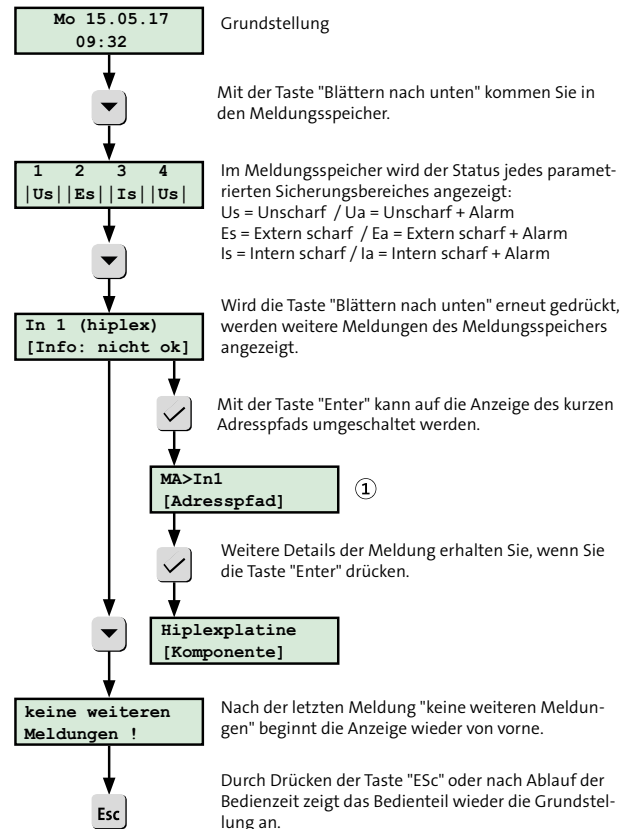 Mo 15.05.17
09:32
Grundstellung
Mit der Taste "Blättern nach unten" kommen Sie in
den Meldungsspeicher.
1 2 3 4
|Us||Es||Is||Us|
Im Meldungsspeicher wird der Status jedes paramet-
rierten Sicherungsbereiches angezeigt:
Us = Unscharf / Ua = Unscharf + Alarm
Es = Extern scharf / Ea = Extern scharf + Alarm
Is = Intern scharf / Ia = Intern scharf + Alarm
Wird die Taste "Blättern nach unten" erneut gedrückt,
werden weitere Meldungen des Meldungsspeichers
angezeigt.
In 1 (hiplex)
[Info: nicht ok]
Mit der Taste "Enter" kann auf die Anzeige des kurzen
Adresspfads umgeschaltet werden.
MA>In1
[Adresspfad]
1
Weitere Details der Meldung erhalten Sie, wenn Sie
die Taste "Enter" drücken.
Hiplexplatine
[Komponente]
keine weiteren
Meldungen !
Nach der letzten Meldung "keine weiteren Meldun-
gen" beginnt die Anzeige wieder von vorne.
Esc
Durch Drücken der Taste "ESc" oder nach Ablauf der
Bedienzeit zeigt das Bedienteil wieder die Grundstel-
lung an.